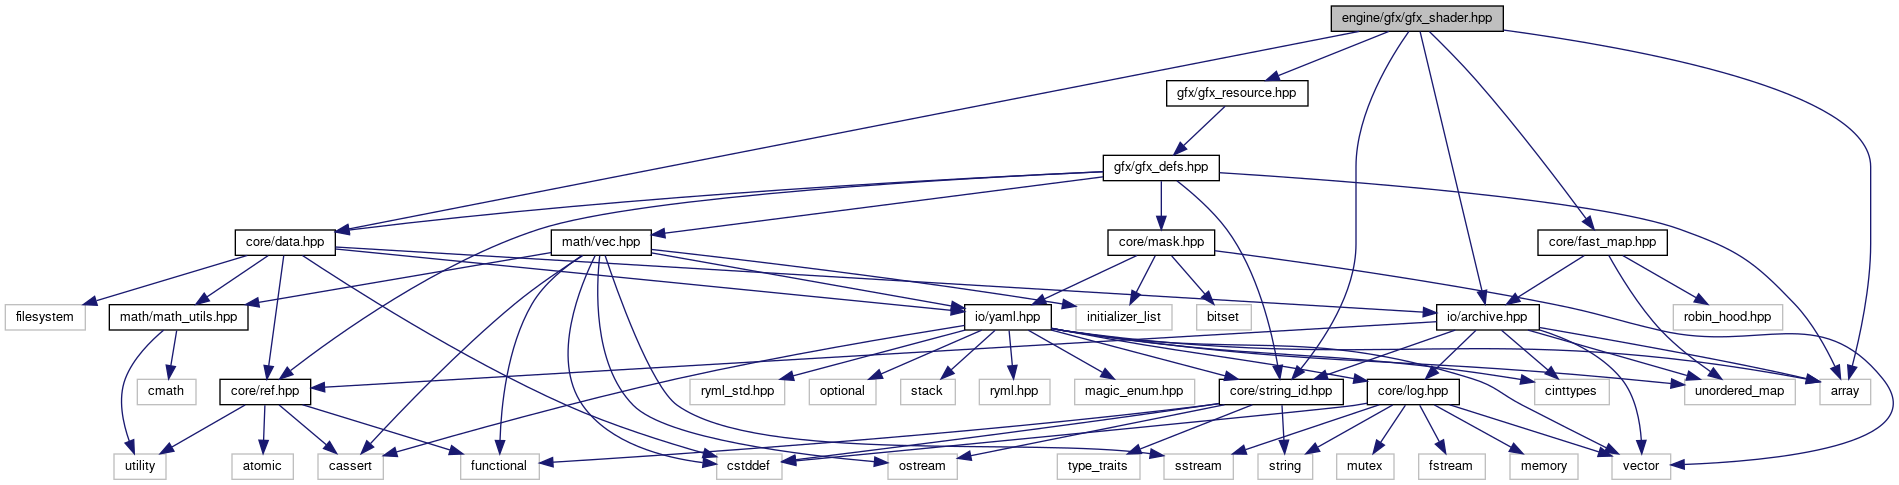 engine/gfx/gfx_shader.hpp
gfx/gfx_resource.hpp
gfx/gfx_defs.hpp
core/data.hpp
math/vec.hpp
core/mask.hpp
core/fast_map.hpp
filesystem
math/math_utils.hpp
io/yaml.hpp
initializer_list
bitset
io/archive.hpp
robin_hood.hpp
cmath
core/ref.hpp
ryml_std.hpp
optional
stack
ryml.hpp
magic_enum.hpp
core/string_id.hpp
core/log.hpp
cinttypes
unordered_map
array
utility
atomic
cassert
functional
cstddef
ostream
type_traits
sstream
string
mutex
fstream
memory
vector